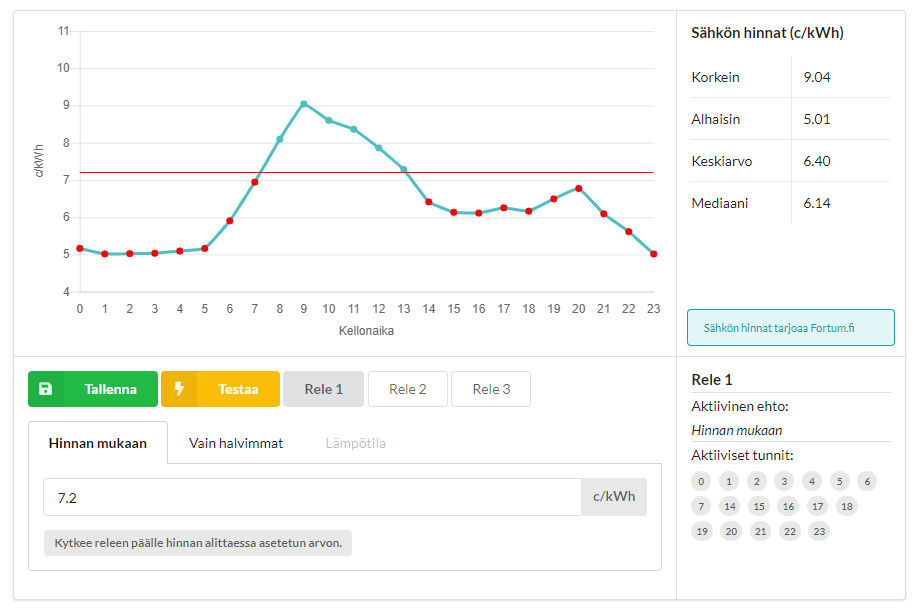 11
10
9
8
7
6
5
4
c/kWh
0 1 2 3 4 5 6 7 8 9 10 11 12 13 14 15 16 17 18 19 20 21 22 23
Kellonaika
Sähkön hinnat (c/kWh)
Korkein 9.04
Alhaisin 5.01
Keskiarvo 6.40
Mediaani 6.14
Sähkön hinnat tarjoaa Fortum.fi
Tallenna Testaa Rele 1 Rele 2 Rele 3
Hinnan mukaan Vain halvimmat Lämpötila
7.2 c/kWh
Kytkee releen päälle hinnan alittaessa asetetun arvon.
Rele 1
Aktiivinen ehto:
Hinnan mukaan
Aktiiviset tunnit:
0 1 2 3 4 5 6
7 14 15 16 17 18
19 20 21 22 23